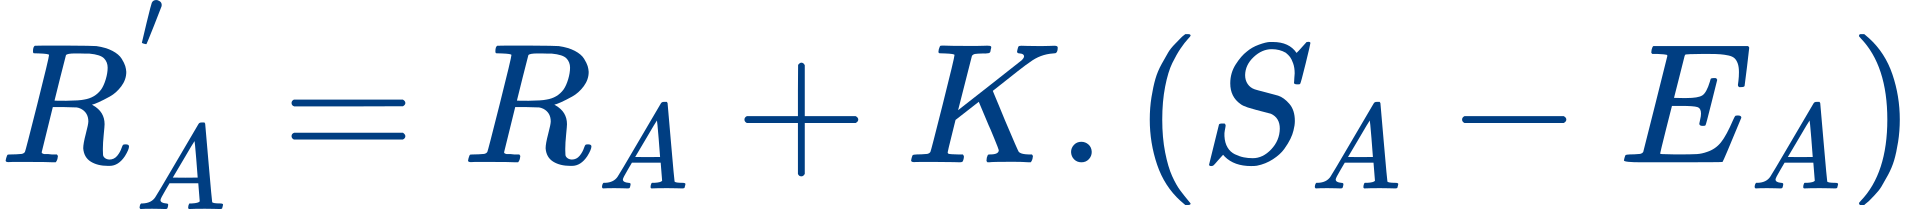 R'_A = R_A + K.(S_A − E_A)